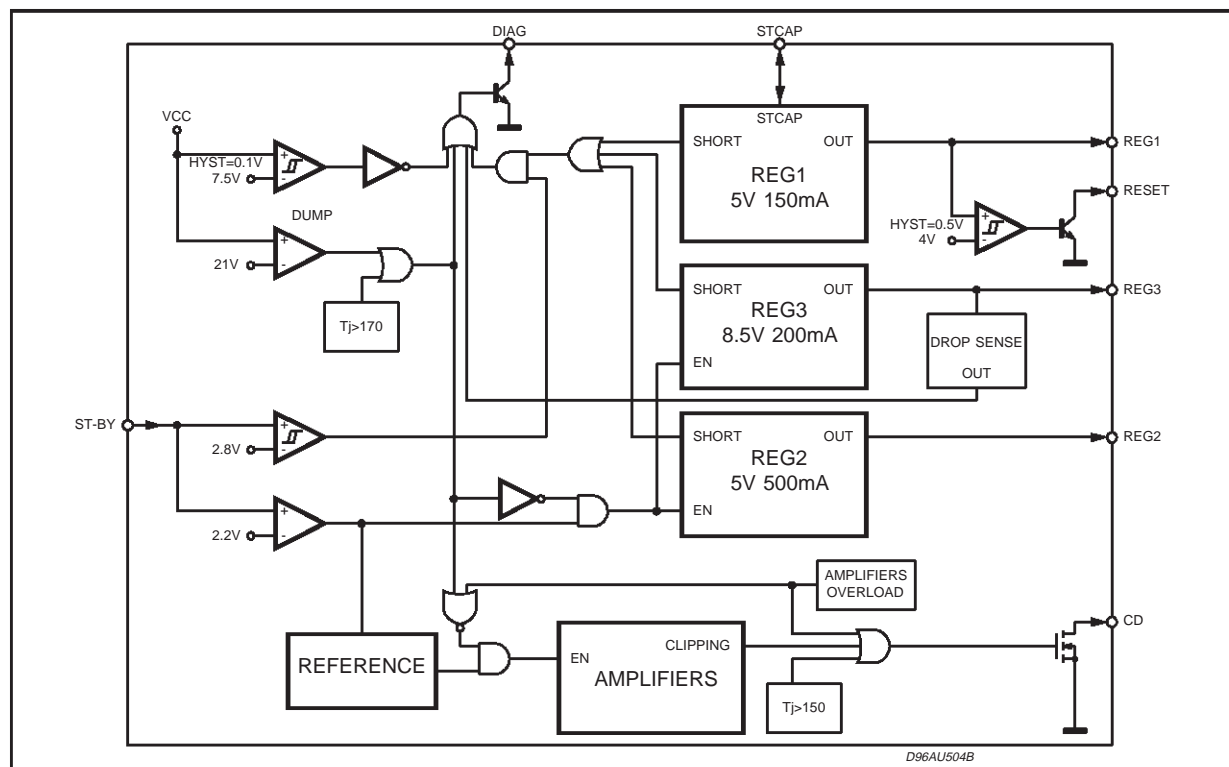 DIAG
STCAP
VCC
HYST=0.1V
7.5V
+
-
DUMP
+
-
21V
Tj>170
STCAP
SHORT
OUT
REG1
5V 150mA
REG1
RESET
HYST=0.5V
4V
+
-
SHORT
OUT
REG3
8.5V 200mA
EN
REG3
DROP SENSE
OUT
ST-BY
+
-
2.8V
SHORT
OUT
REG2
5V 500mA
EN
REG2
+
-
2.2V
AMPLIFIERS
OVERLOAD
REFERENCE
EN
CLIPPING
AMPLIFIERS
Tj>150
CD
D96AU504B